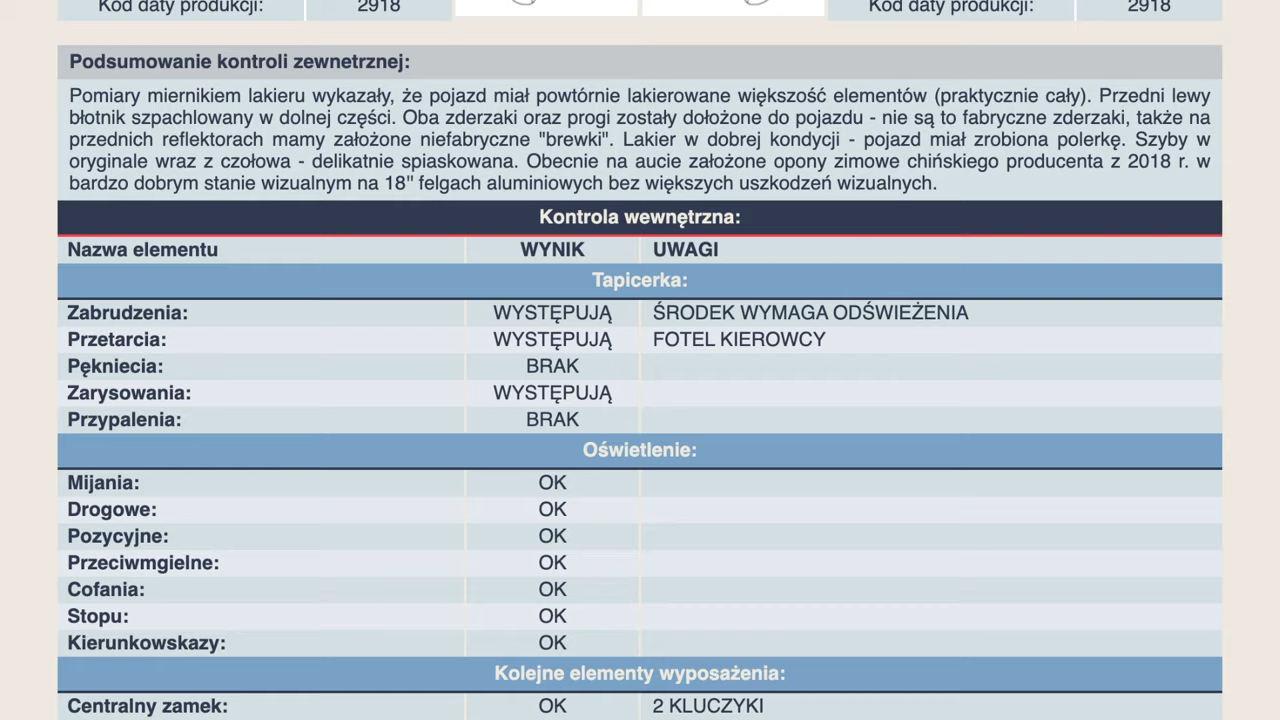 Kod daty produkcji: 2918 Kod daty produkcji: 2918
Podsumowanie kontroli zewnetrznej:
Pomiary miernikiem lakieru wykazały, że pojazd miał powtórnie lakierowane większość elementów (praktycznie cały). Przedni lewy
błotnik szpachlowany w dolnej części. Oba zderzaki oraz progi zostały dołożone do pojazdu - nie są to fabryczne zderzaki, także na
przednich reflektorach mamy założone niefabryczne "brewki". Lakier w dobrej kondycji - pojazd miał zrobiona polerkę. Szyby w
oryginale wraz z czołowa - delikatnie spiaskowana. Obecnie na aucie założone opony zimowe chińskiego producenta z 2018 r. w
bardzo dobrym stanie wizualnym na 18" felgach aluminiowych bez większych uszkodzeń wizualnych.
Kontrola wewnętrzna:
Nazwa elementu WYNIK UWAGI
Tapicerka:
Zabrudzenia: WYSTĘPUJĄ ŚRODEK WYMAGA ODŚWIEŻENIA
Przetarcia: WYSTĘPUJĄ FOTEL KIEROWCY
Pękniecia: BRAK
Zarysowania: WYSTĘPUJĄ
Przypalenia: BRAK
Oświetlenie:
Mijania: OK
Drogowe: OK
Pozycyjne: OK
Przeciwmgielne: OK
Cofania: OK
Stopu: OK
Kierunkowskazy: OK
Kolejne elementy wyposażenia:
Centralny zamek: OK 2 KLUCZYKI